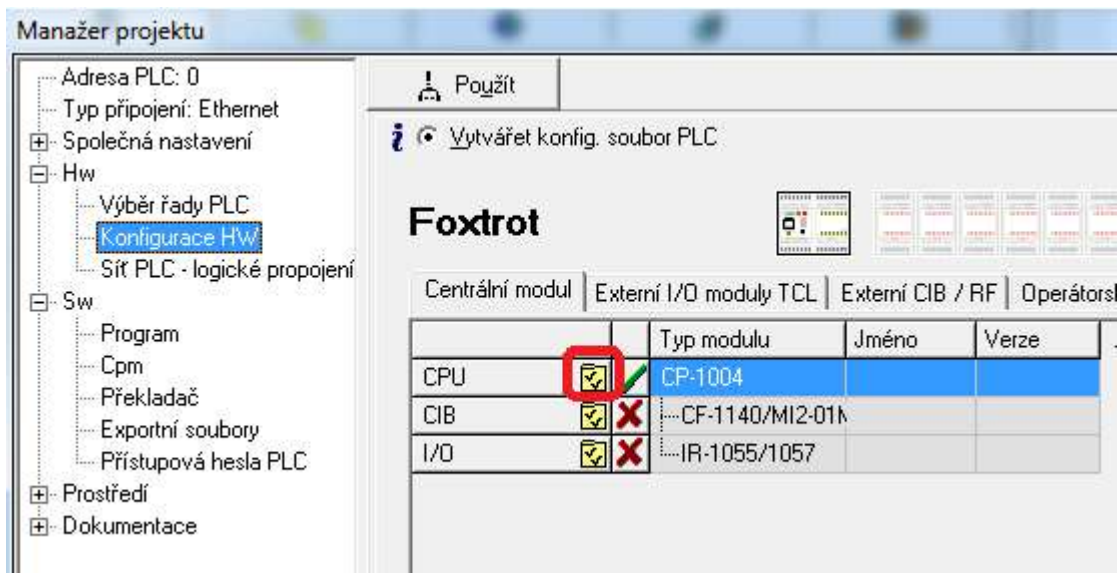 Manažer projektu
Adresa PLC: 0
Typ připojení: Ethernet
Společná nastavení
Hw
Výběr řady PLC
Konfigurace HW
Síť PLC - logické propojení
Sw
Program
Cpm
Překladač
Exportní soubory
Přístupová hesla PLC
Prostředí
Dokumentace
Použít
Vytvářet konfig. soubor PLC
Foxtrot
Centrální modul Externí I/O moduly TCL Externí CIB / RF Operátors
Typ modulu Jméno Verze
CPU CP-1004
CIB CF-1140/MI2-01M
I/O IR-1055/1057